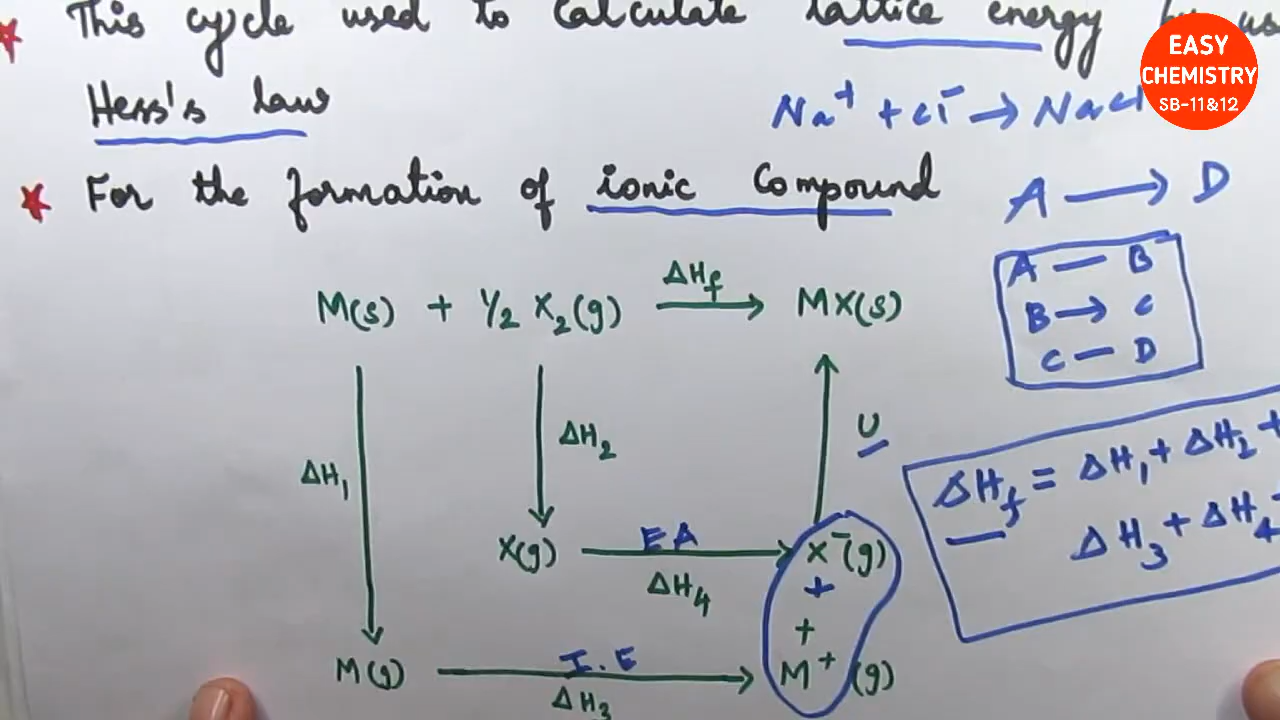 This cycle used to calculate lattice energy by us
EASY
CHEMISTRY
SB-11&12
Hess's law
Na⁺ + Cl⁻ → NaCl
For the formation of ionic compound
A → D
A — B
B → C
C — D
M(s) + 1/2 X₂(g) ΔHf → MX(s)
ΔH₁
ΔH₂
U
ΔHf = ΔH₁ + ΔH₂ +
ΔH₃ + ΔH₄ +
X(g) EA → X⁻(g)
ΔH₄
+
+
M(g) I.E → M⁺(g)
ΔH₃